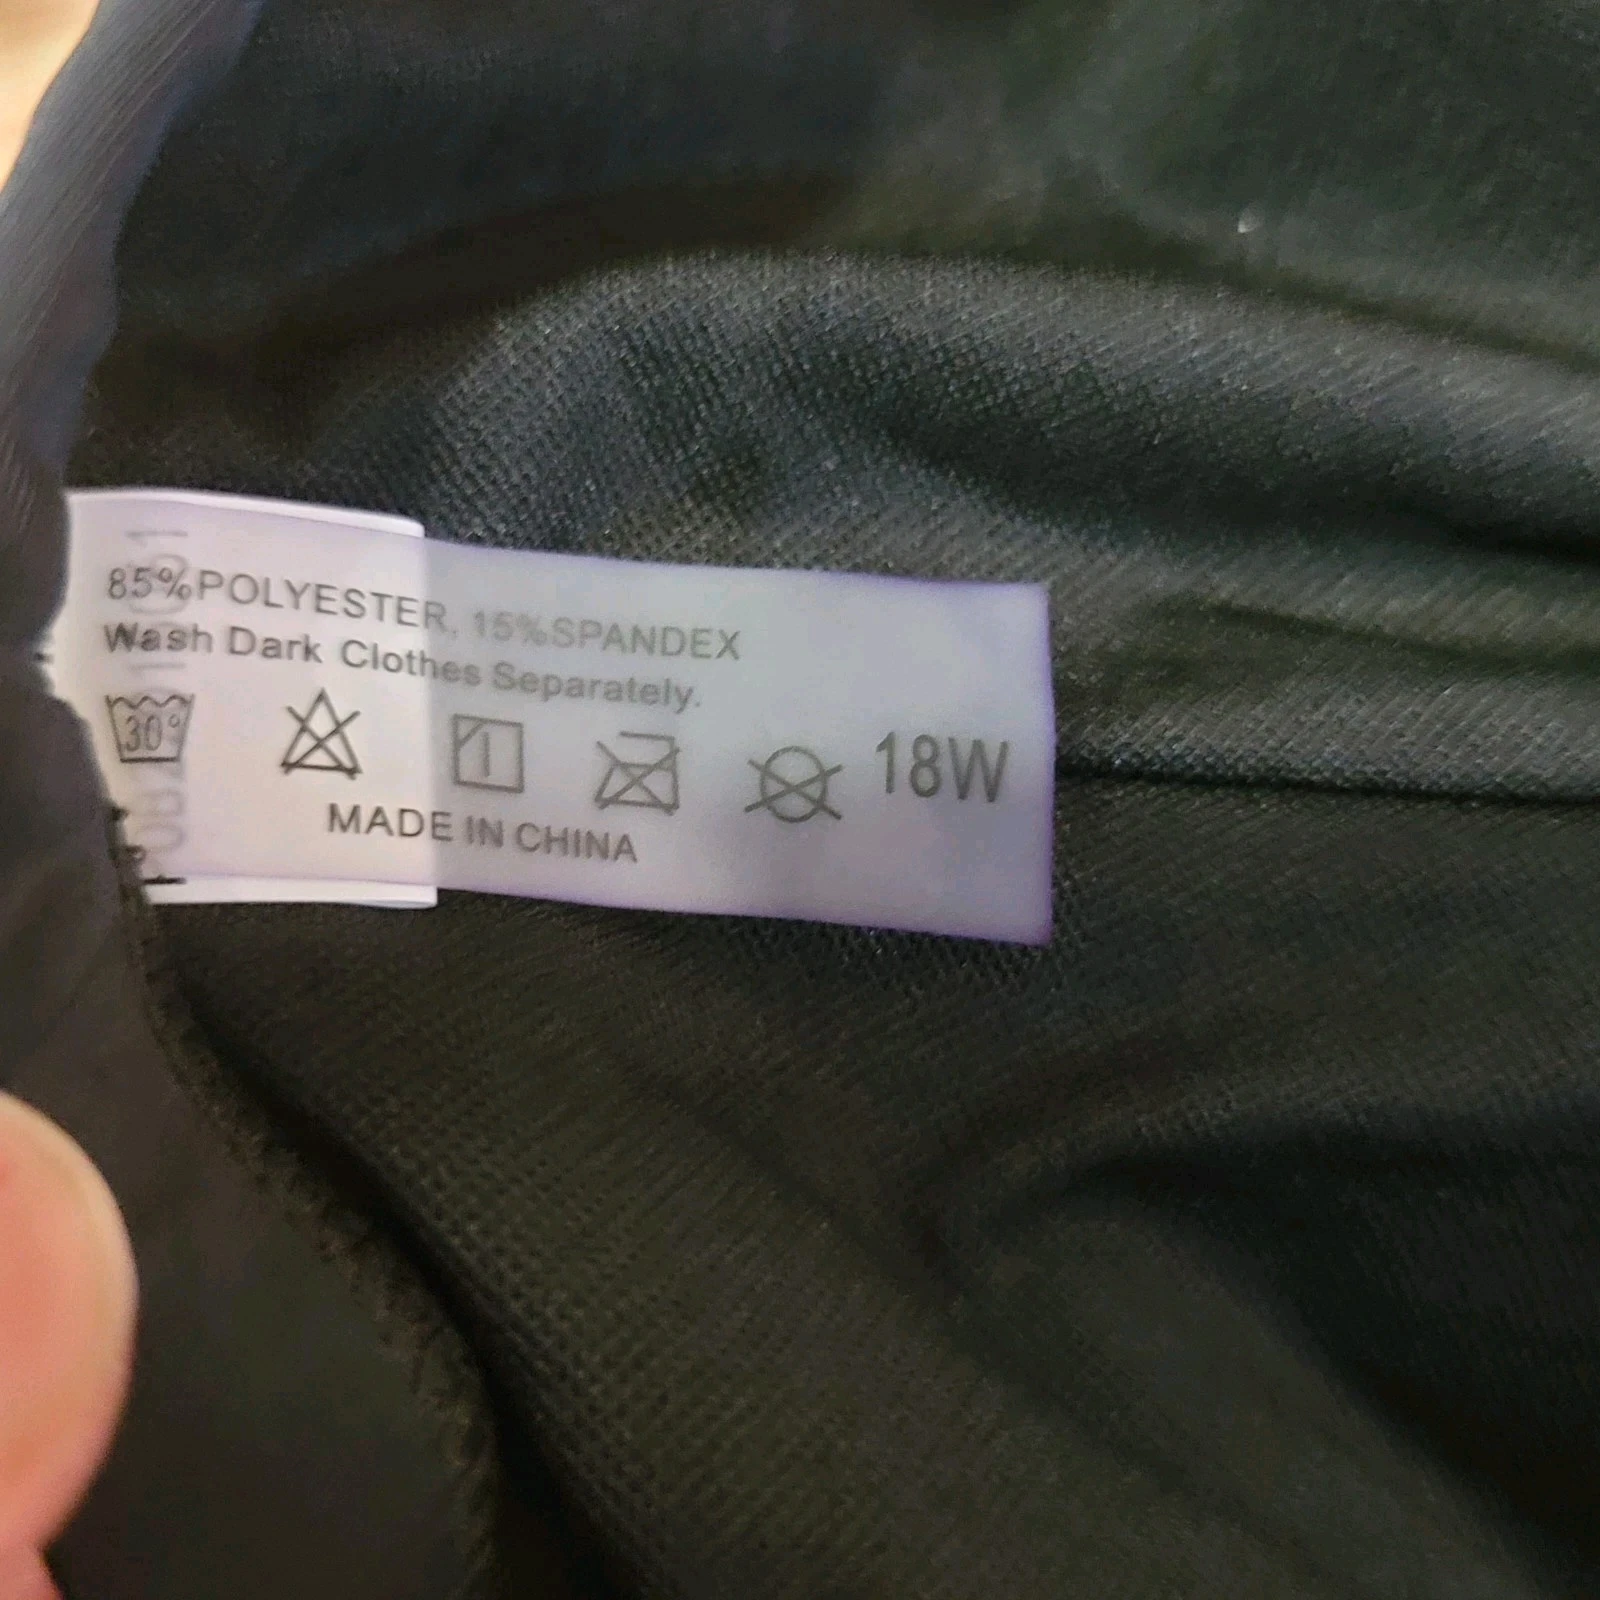 85%POLYESTER, 15%SPANDEX
Wash Dark Clothes Separately.
30° 18W
MADE IN CHINA